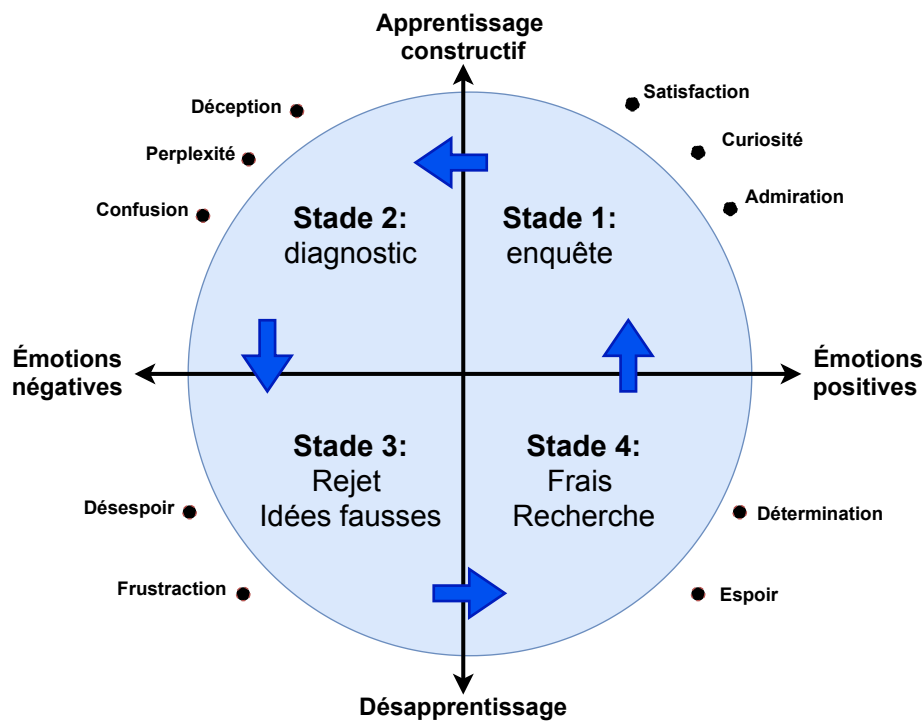 Apprentissage
constructif
Satisfaction
Déception
Curiosité
Perplexité
Admiration
Confusion
Stade 2:
diagnostic
Stade 1:
enquête
Émotions
négatives
Émotions
positives
Stade 3:
Rejet
Idées fausses
Stade 4:
Frais
Recherche
Désespoir
Détermination
Frustraction
Espoir
Désapprentissage